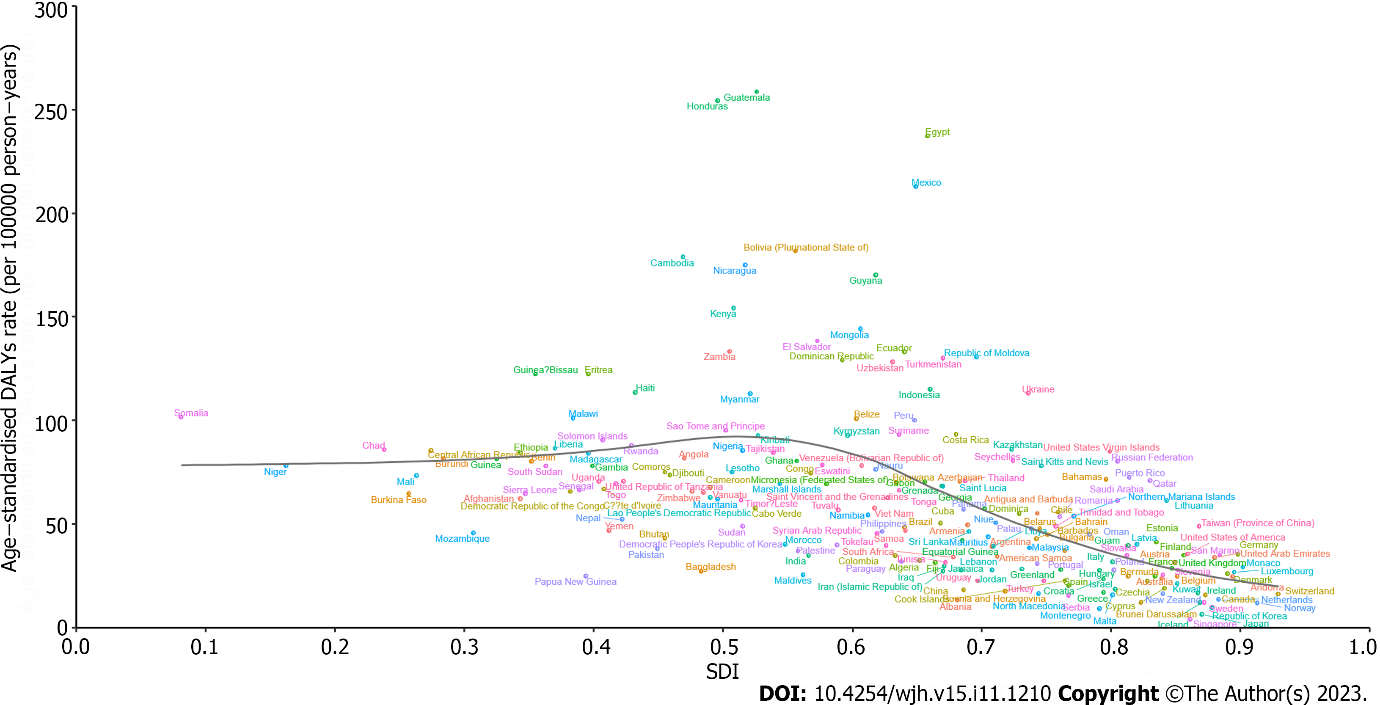 300
250
200
150
100
50
0
Age−standardised DALYs rate (per 100000 person−years)
Guatemala
Honduras
Egypt
Mexico
Bolivia (Plurinational State of)
Cambodia
Nicaragua
Guyana
Kenya
Mongolia
El Salvador
Ecuador
Zambia
Dominican Republic
Republic of Moldova
Uzbekistan
Turkmenistan
Guinea?Bissau
Eritrea
Haiti
Myanmar
Indonesia
Ukraine
Somalia
Malawi
Belize
Peru
Sao Tome and Principe
Kyrgyzstan
Suriname
Costa Rica
Solomon Islands
Kiribati
Chad
Ethiopia
Liberia
Rwanda
Nigeria
Tajikistan
Kazakhstan
United States Virgin Islands
Central African Republic
Benin
Madagascar
Angola
Ghana
Venezuela (Bolivarian Republic of)
Seychelles
Saint Kitts and Nevis
Russian Federation
Burundi
Guinea
Gambia
Comoros
Lesotho
Congo
Nauru
Niger
South Sudan
Djibouti
Eswatini
Puerto Rico
Mali
Uganda
Cameroon
Micronesia (Federated States of)
Gabon
Botswana
Azerbaijan
Thailand
Bahamas
Qatar
Sierra Leone
Senegal
United Republic of Tanzania
Marshall Islands
Grenada
Saint Lucia
Saudi Arabia
Burkina Faso
Afghanistan
Togo
Zimbabwe
Vanuatu
Saint Vincent and the Grenadines
Georgia
Antigua and Barbuda
Romania
Northern Mariana Islands
Democratic Republic of the Congo
C??te d'Ivoire
Mauritania
Timor?Leste
Tuvalu
Tonga
Panama
Dominica
Lithuania
Nepal
Lao People's Democratic Republic
Cabo Verde
Namibia
Viet Nam
Cuba
Chile
Trinidad and Tobago
Yemen
Sudan
Syrian Arab Republic
Philippines
Brazil
Niue
Belarus
Bahrain
Taiwan (Province of China)
Mozambique
Bhutan
Samoa
Armenia
Palau
Libya
Barbados
Oman
Estonia
Democratic People's Republic of Korea
Morocco
Tokelau
Sri Lanka
Mauritius
Argentina
Bulgaria
Guam
Latvia
United States of America
Pakistan
Palestine
South Africa
Equatorial Guinea
Malaysia
Slovakia
Finland
Germany
India
Colombia
Tunisia
Lebanon
American Samoa
Italy
Austria
San Marino
United Arab Emirates
Bangladesh
Paraguay
Algeria
Fiji
Jamaica
Portugal
Poland
France
United Kingdom
Monaco
Papua New Guinea
Maldives
Iraq
Uruguay
Jordan
Greenland
Hungary
Bermuda
Slovenia
Luxembourg
Iran (Islamic Republic of)
China
Turkey
Spain
Israel
Australia
Belgium
Denmark
Andorra
Cook Islands
Bosnia and Herzegovina
Croatia
Greece
Czechia
Kuwait
Ireland
Switzerland
Albania
North Macedonia
Serbia
Cyprus
New Zealand
Canada
Netherlands
Montenegro
Malta
Brunei Darussalam
Sweden
Norway
Iceland
Singapore
Republic of Korea
Japan
0.0
0.1
0.2
0.3
0.4
0.5
0.6
0.7
0.8
0.9
1.0
SDI
DOI: 10.4254/wjh.v15.i11.1210 Copyright ©The Author(s) 2023.